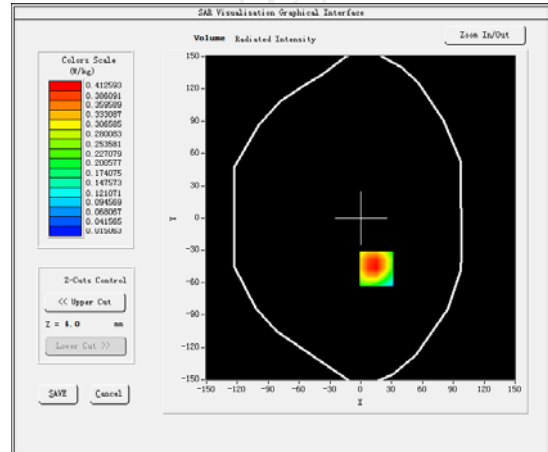 SAR Visualisation Graphical Interface
Volume Radiated Intensity
Zoom In/Out
Colors Scale
(W/kg)
0.412593
0.386091
0.359589
0.333087
0.306585
0.280083
0.253581
0.227079
0.200577
0.174075
0.147573
0.121071
0.094569
0.068067
0.041565
0.015063
Z-Cuts Control
<< Upper Cut
Z = 4.0 mm
Lower Cut >>
SAVE Cancel
150
120
90
60
30
0
-30
-60
-90
-120
-150
Y
-150 -120 -90 -60 -30 0 30 60 90 120 150
X